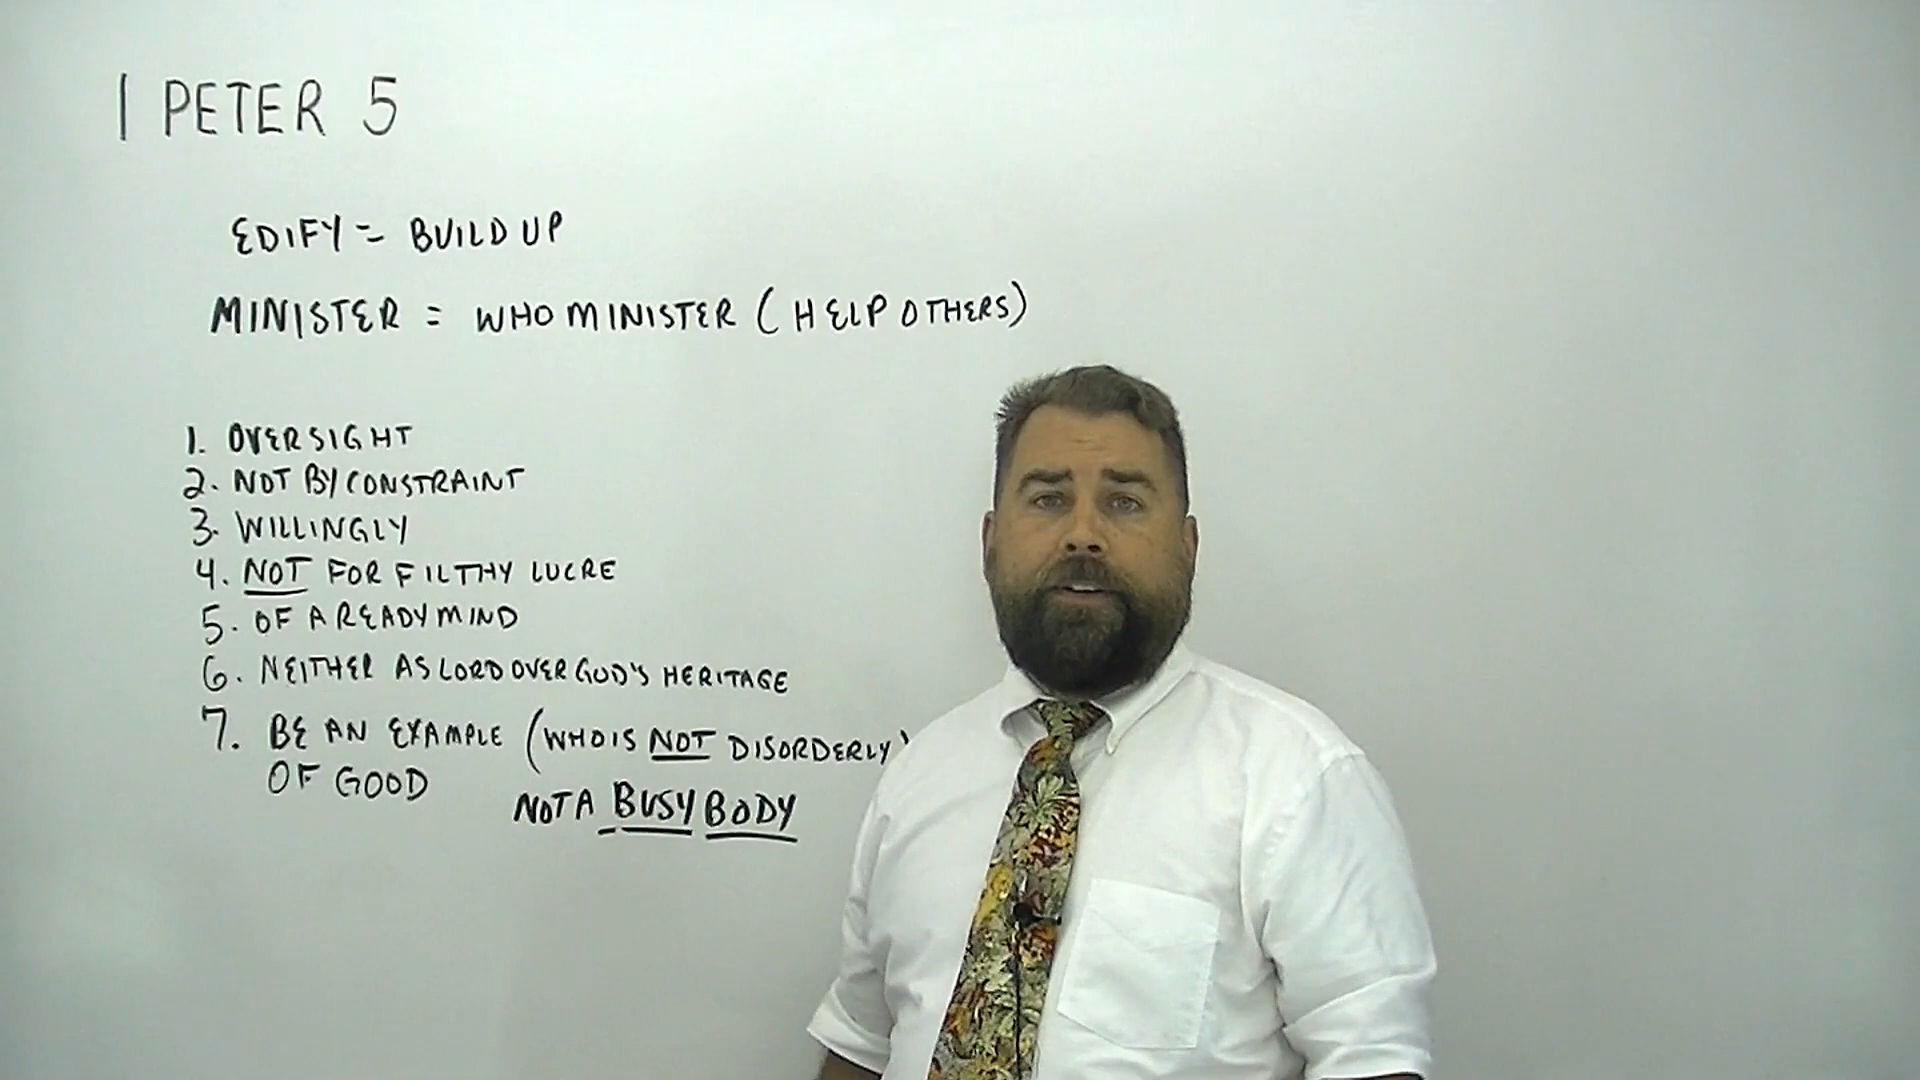 1 PETER 5
EDIFY = BUILD UP
MINISTER = WHO MINISTER (HELP OTHERS)
1. OVERSIGHT
2. NOT BY CONSTRAINT
3. WILLINGLY
4. NOT FOR FILTHY LUCRE
5. OF A READY MIND
6. NEITHER AS LORD OVER GOD'S HERITAGE
7. BE AN EXAMPLE (WHO IS NOT DISORDERLY)
OF GOOD
NOT A BUSY BODY